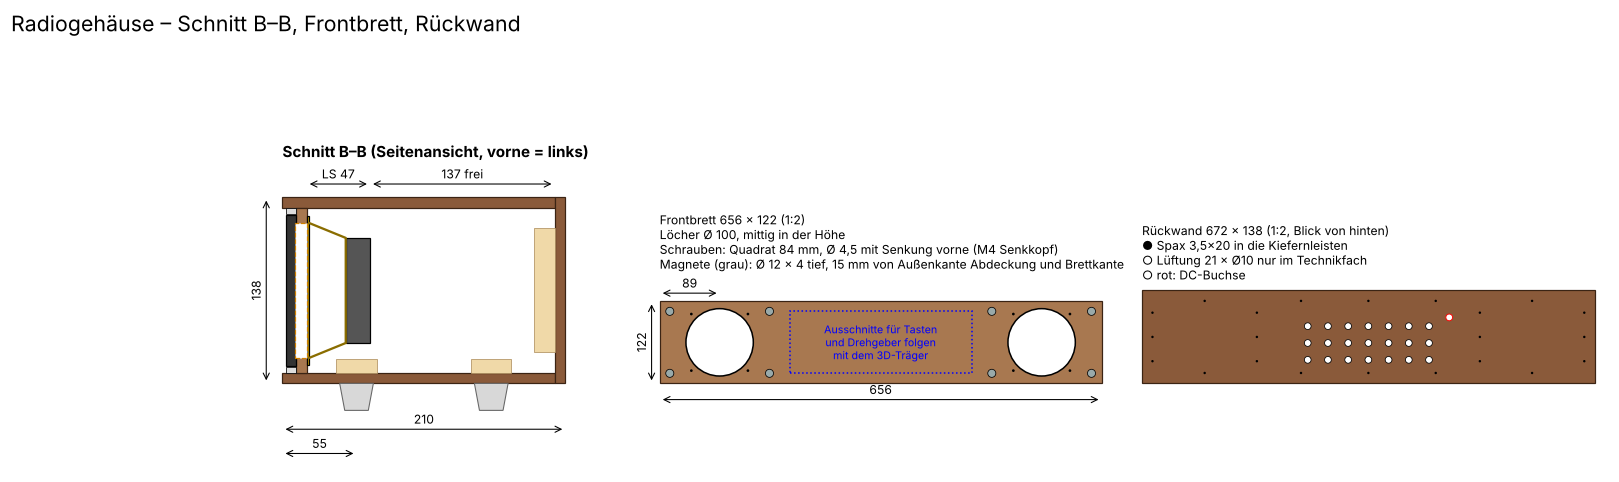 Radiogehäuse – Schnitt B–B, Frontbrett, Rückwand
Schnitt B–B (Seitenansicht, vorne = links)
LS 47
137 frei
138
210
55
Frontbrett 656 × 122 (1:2)
Löcher Ø 100, mittig in der Höhe
Schrauben: Quadrat 84 mm, Ø 4,5 mit Senkung vorne (M4 Senkkopf)
Magnete (grau): Ø 12 × 4 tief, 15 mm von Außenkante Abdeckung und Brettkante
89
122
Ausschnitte für Tasten
und Drehgeber folgen
mit dem 3D-Träger
656
Rückwand 672 × 138 (1:2, Blick von hinten)
Spax 3,5×20 in die Kiefernleisten
Lüftung 21 × Ø10 nur im Technikfach
rot: DC-Buchse